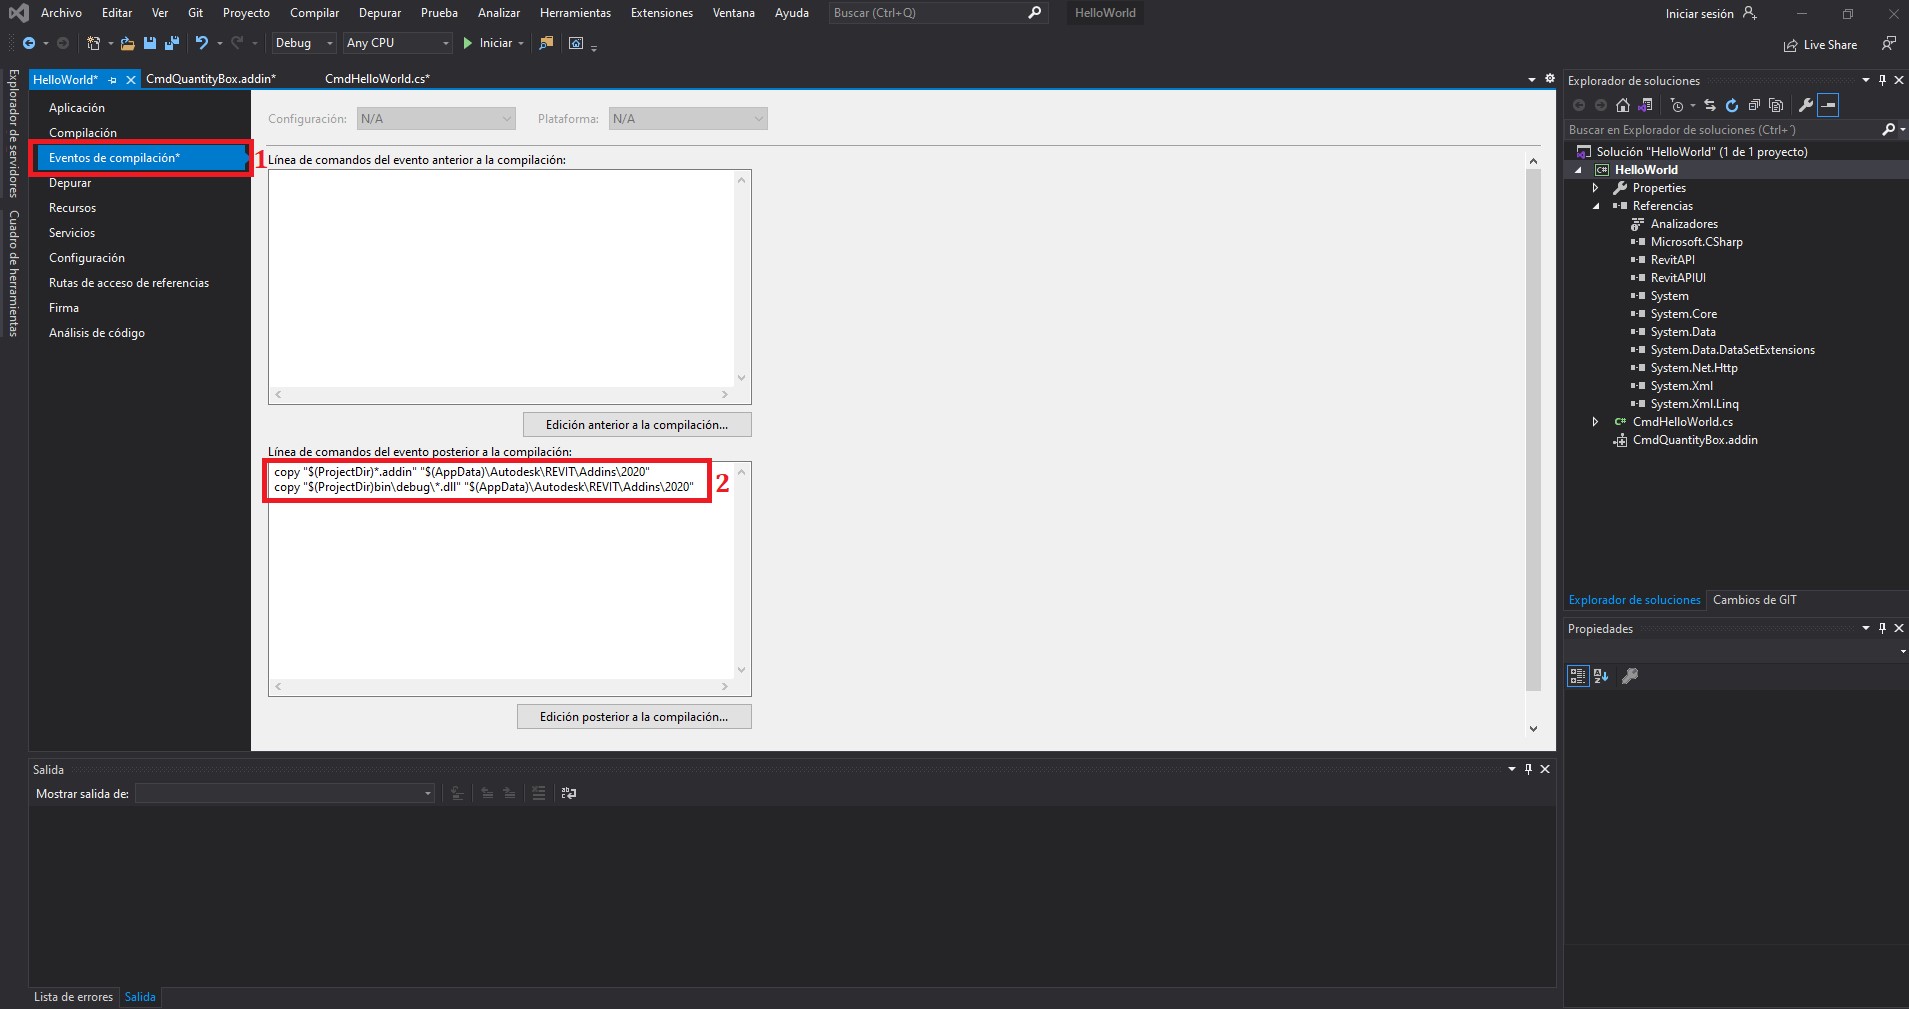 Archivo Editar Ver Git Proyecto Compilar Depurar Prueba Analizar Herramientas Extensiones Ventana Ayuda Buscar (Ctrl+Q) HelloWorld Iniciar sesión
Debug Any CPU Iniciar Live Share
Explorador de servidores
Cuadro de herramientas
HelloWorld* CmdQuantityBox.addin* CmdHelloWorld.cs*
Aplicación
Compilación
Eventos de compilación*
Depurar
Recursos
Servicios
Configuración
Rutas de acceso de referencias
Firma
Análisis de código
1
Configuración: N/A Plataforma: N/A
Línea de comandos del evento anterior a la compilación:
Edición anterior a la compilación...
Línea de comandos del evento posterior a la compilación:
copy "$(ProjectDir)*.addin" "$(AppData)\Autodesk\REVIT\Addins\2020"
copy "$(ProjectDir)bin\debug\*.dll" "$(AppData)\Autodesk\REVIT\Addins\2020"
2
Edición posterior a la compilación...
Explorador de soluciones
Buscar en Explorador de soluciones (Ctrl+´)
Solución "HelloWorld" (1 de 1 proyecto)
C# HelloWorld
Properties
Referencias
Analizadores
Microsoft.CSharp
RevitAPI
RevitAPIUI
System
System.Core
System.Data
System.Data.DataSetExtensions
System.Net.Http
System.Xml
System.Xml.Linq
C# CmdHelloWorld.cs
CmdQuantityBox.addin
Explorador de soluciones Cambios de GIT
Propiedades
Salida
Mostrar salida de:
Lista de errores Salida